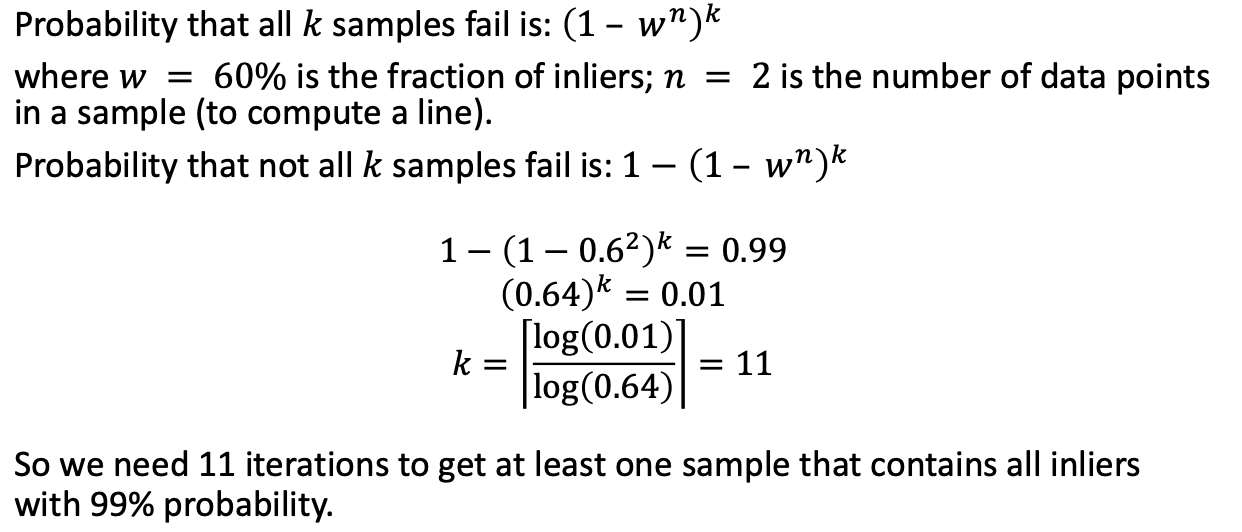 Probability that all k samples fail is: (1 – wⁿ)ᵏ
where w = 60% is the fraction of inliers; n = 2 is the number of data points
in a sample (to compute a line).
Probability that not all k samples fail is: 1 − (1 – wⁿ)ᵏ
1 − (1 − 0.6²)ᵏ = 0.99
(0.64)ᵏ = 0.01
k = ⌈log(0.01)/log(0.64)⌉ = 11
So we need 11 iterations to get at least one sample that contains all inliers
with 99% probability.